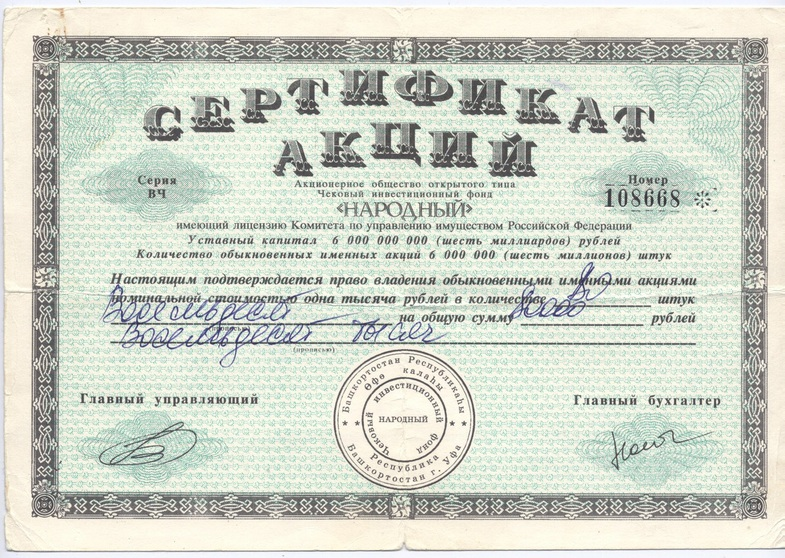 СЕРТИФИКАТ
АКЦИЙ
Серия
ВЧ
Номер
108668
Акционерное общество открытого типа
Чековый инвестиционный фонд
«НАРОДНЫЙ»
имеющий лицензию Комитета по управлению имуществом Российской Федерации
Уставный капитал 6 000 000 000 (шесть миллиардов) рублей
Количество обыкновенных именных акций 6 000 000 (шесть миллионов) штук
Настоящим подтверждается право владения обыкновенными именными акциями
номинальной стоимостью одна тысяча рублей в количестве 80 штук
Восемьдесят на общую сумму 80000 рублей
(прописью)
Восемьдесят тысяч
(прописью)
Главный управляющий
Главный бухгалтер
Башкортостан Республикаһы
Өфө калаһы
Чековый инвестиционный фонд
НАРОДНЫЙ
Республика
Башкортостан г. Уфа